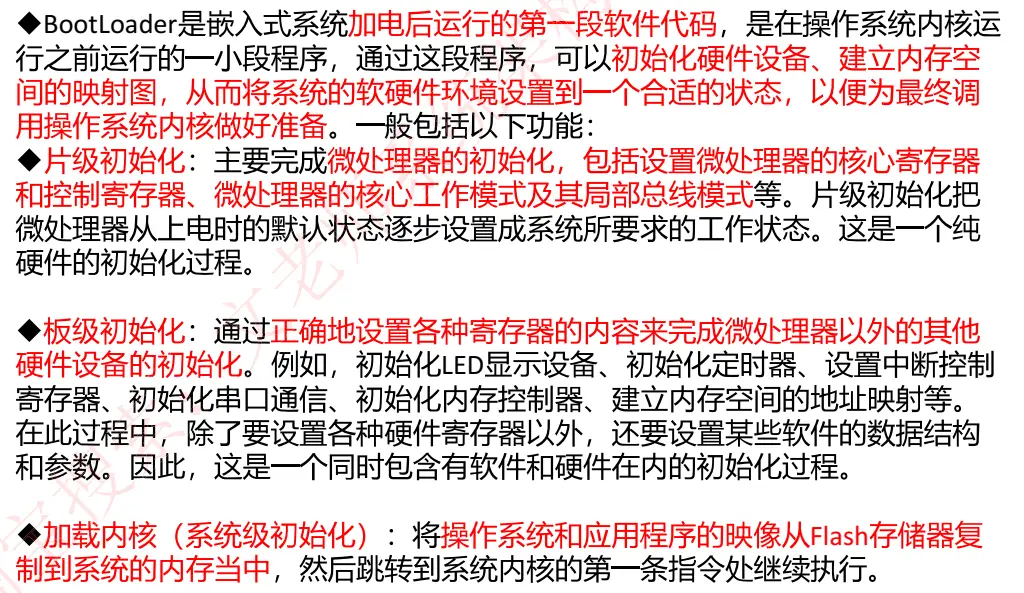 ◆BootLoader是嵌入式系统加电后运行的第一段软件代码，是在操作系统内核运
行之前运行的一小段程序，通过这段程序，可以初始化硬件设备、建立内存空
间的映射图，从而将系统的软硬件环境设置到一个合适的状态，以便为最终调
用操作系统内核做好准备。一般包括以下功能：
◆片级初始化：主要完成微处理器的初始化，包括设置微处理器的核心寄存器
和控制寄存器、微处理器的核心工作模式及其局部总线模式等。片级初始化把
微处理器从上电时的默认状态逐步设置成系统所要求的工作状态。这是一个纯
硬件的初始化过程。
◆板级初始化：通过正确地设置各种寄存器的内容来完成微处理器以外的其他
硬件设备的初始化。例如，初始化LED显示设备、初始化定时器、设置中断控制
寄存器、初始化串口通信、初始化内存控制器、建立内存空间的地址映射等。
在此过程中，除了要设置各种硬件寄存器以外，还要设置某些软件的数据结构
和参数。因此，这是一个同时包含有软件和硬件在内的初始化过程。
◆加载内核（系统级初始化）：将操作系统和应用程序的映像从Flash存储器复
制到系统的内存当中，然后跳转到系统内核的第一条指令处继续执行。